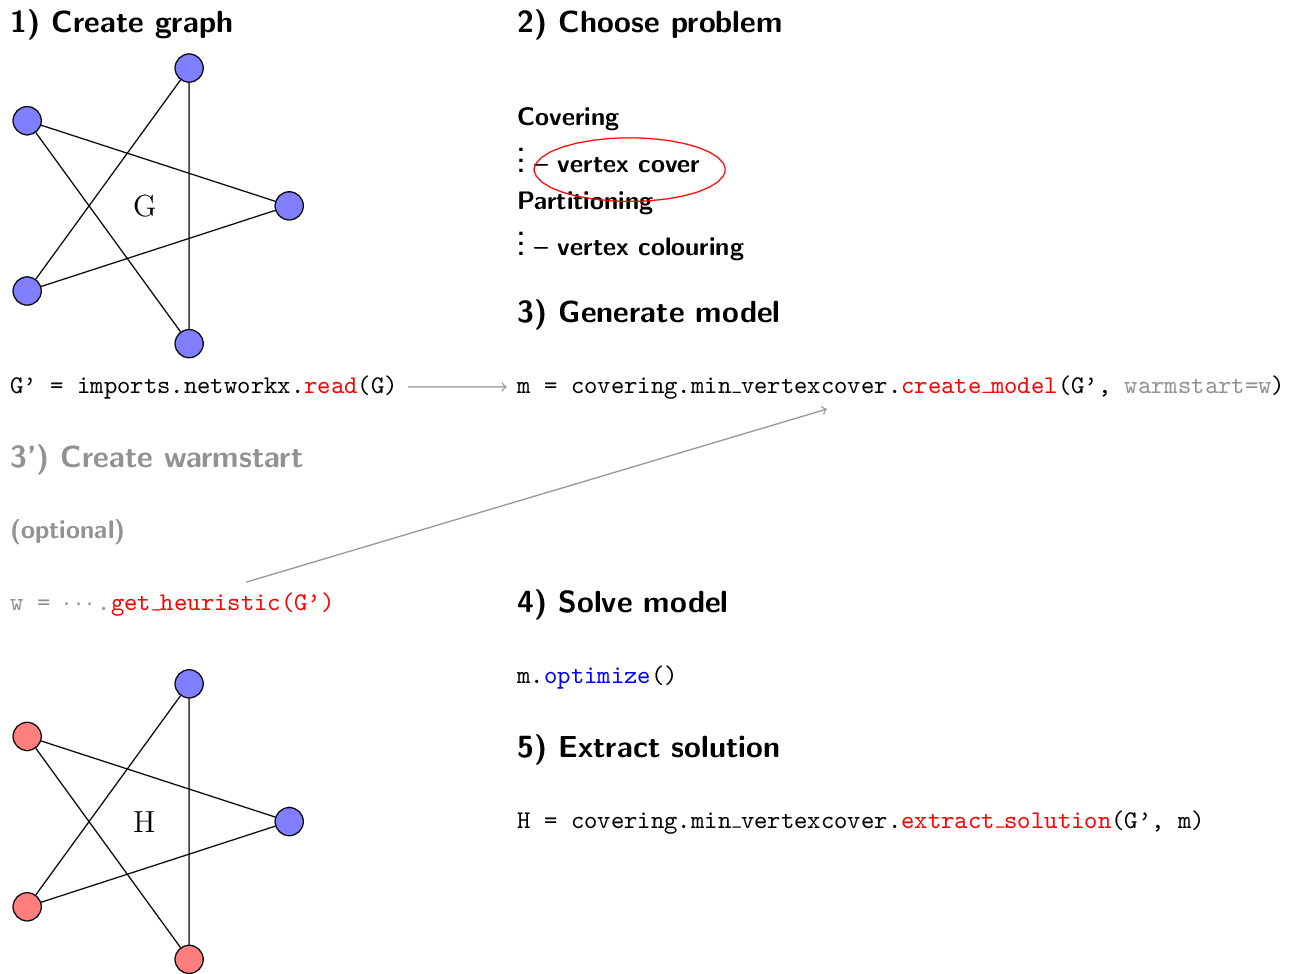 1) Create graph
G
G' = imports.networkx.read(G)
3') Create warmstart
(optional)
w = ··· .get_heuristic(G')
H
2) Choose problem
Covering
⋮ – vertex cover
Partitioning
⋮ – vertex colouring
3) Generate model
m = covering.min_vertexcover.create_model(G', warmstart=w)
4) Solve model
m.optimize()
5) Extract solution
H = covering.min_vertexcover.extract_solution(G', m)